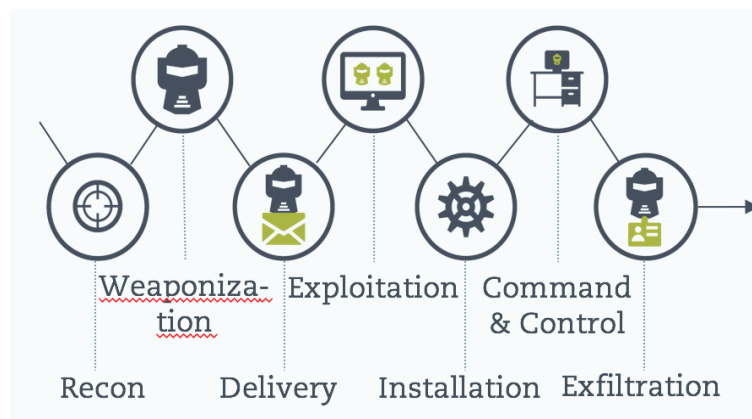 Weaponiza-
tion
Exploitation
Command
& Control
Recon
Delivery
Installation
Exfiltration